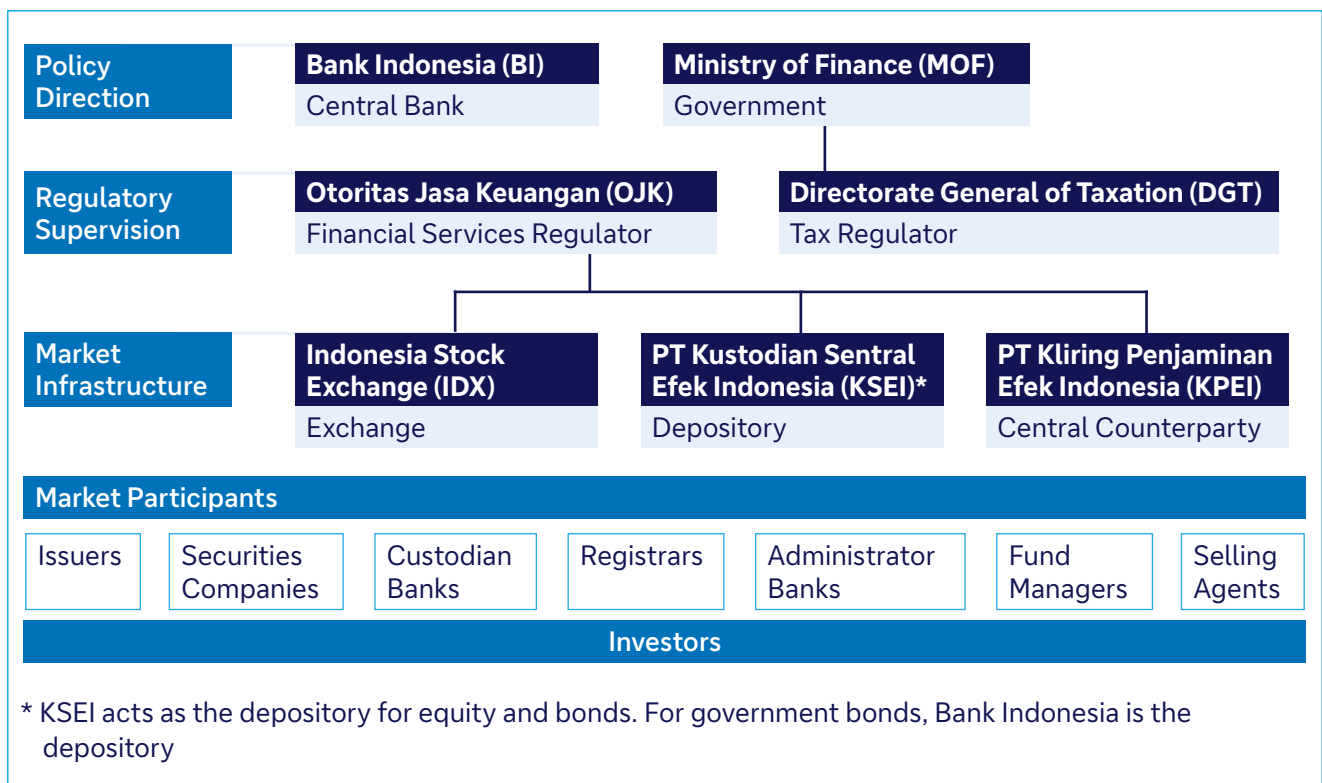 Policy
Direction
Bank Indonesia (BI)
Central Bank
Ministry of Finance (MOF)
Government
Regulatory
Supervision
Otoritas Jasa Keuangan (OJK)
Financial Services Regulator
Directorate General of Taxation (DGT)
Tax Regulator
Market
Infrastructure
Indonesia Stock
Exchange (IDX)
Exchange
PT Kustodian Sentral
Efek Indonesia (KSEI)*
Depository
PT Kliring Penjaminan
Efek Indonesia (KPEI)
Central Counterparty
Market Participants
Issuers
Securities
Companies
Custodian
Banks
Registrars
Administrator
Banks
Fund
Managers
Selling
Agents
Investors
* KSEI acts as the depository for equity and bonds. For government bonds, Bank Indonesia is the
depository